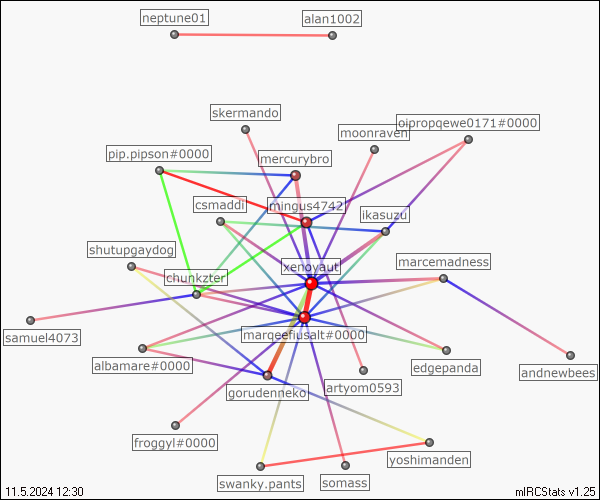 neptune01
alan1002
skermando
oipropqewe0171#0000
moonraven
pip.pipson#0000
mercurybro
csmaddi
mingus4742
ikasuzu
shutupgaydog
xenoyaut
marcemadness
chunkzter
samuel4073
marqeefiusalt#0000
albamare#0000
edgepanda
andnewbees
gorudenneko
artyom0593
froggyl#0000
yoshimanden
swanky.pants
somass
11.5.2024 12:30
mIRCStats v1.25